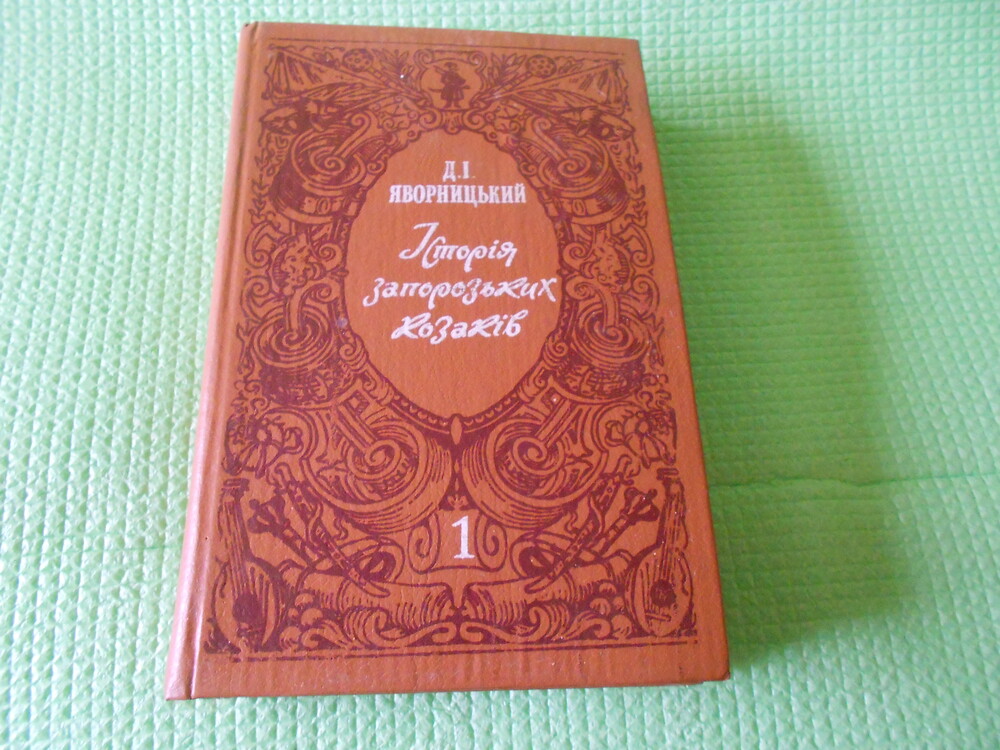 Д.І.
ЯВОРНИЦЬКИЙ
Історія
запорозьких
козаків
1